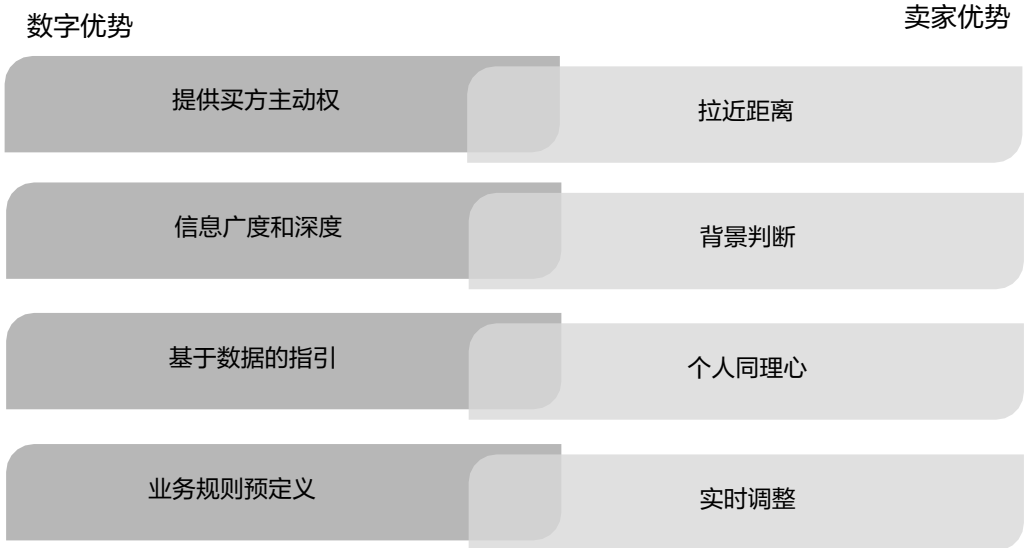 数字优势
卖家优势
提供买方主动权
拉近距离
信息广度和深度
背景判断
基于数据的指引
个人同理心
业务规则预定义
实时调整